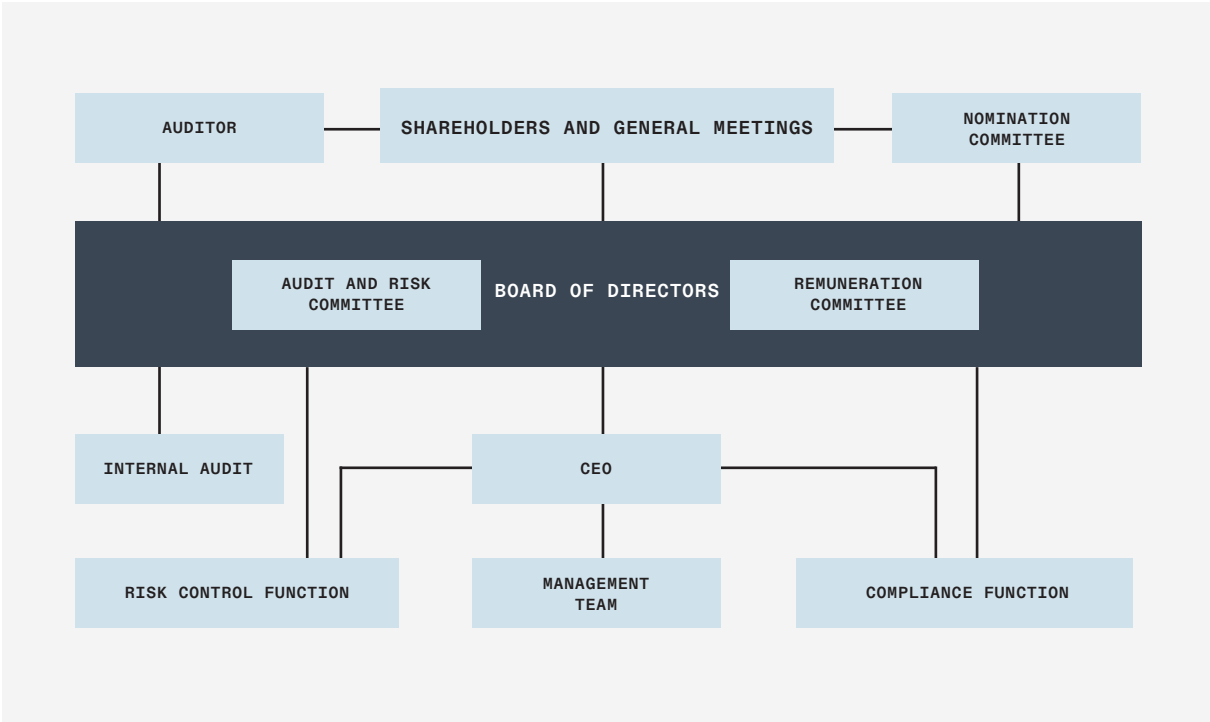 AUDITOR
SHAREHOLDERS AND GENERAL MEETINGS
NOMINATION
COMMITTEE
AUDIT AND RISK
COMMITTEE
BOARD OF DIRECTORS
REMUNERATION
COMMITTEE
INTERNAL AUDIT
CEO
RISK CONTROL FUNCTION
MANAGEMENT
TEAM
COMPLIANCE FUNCTION